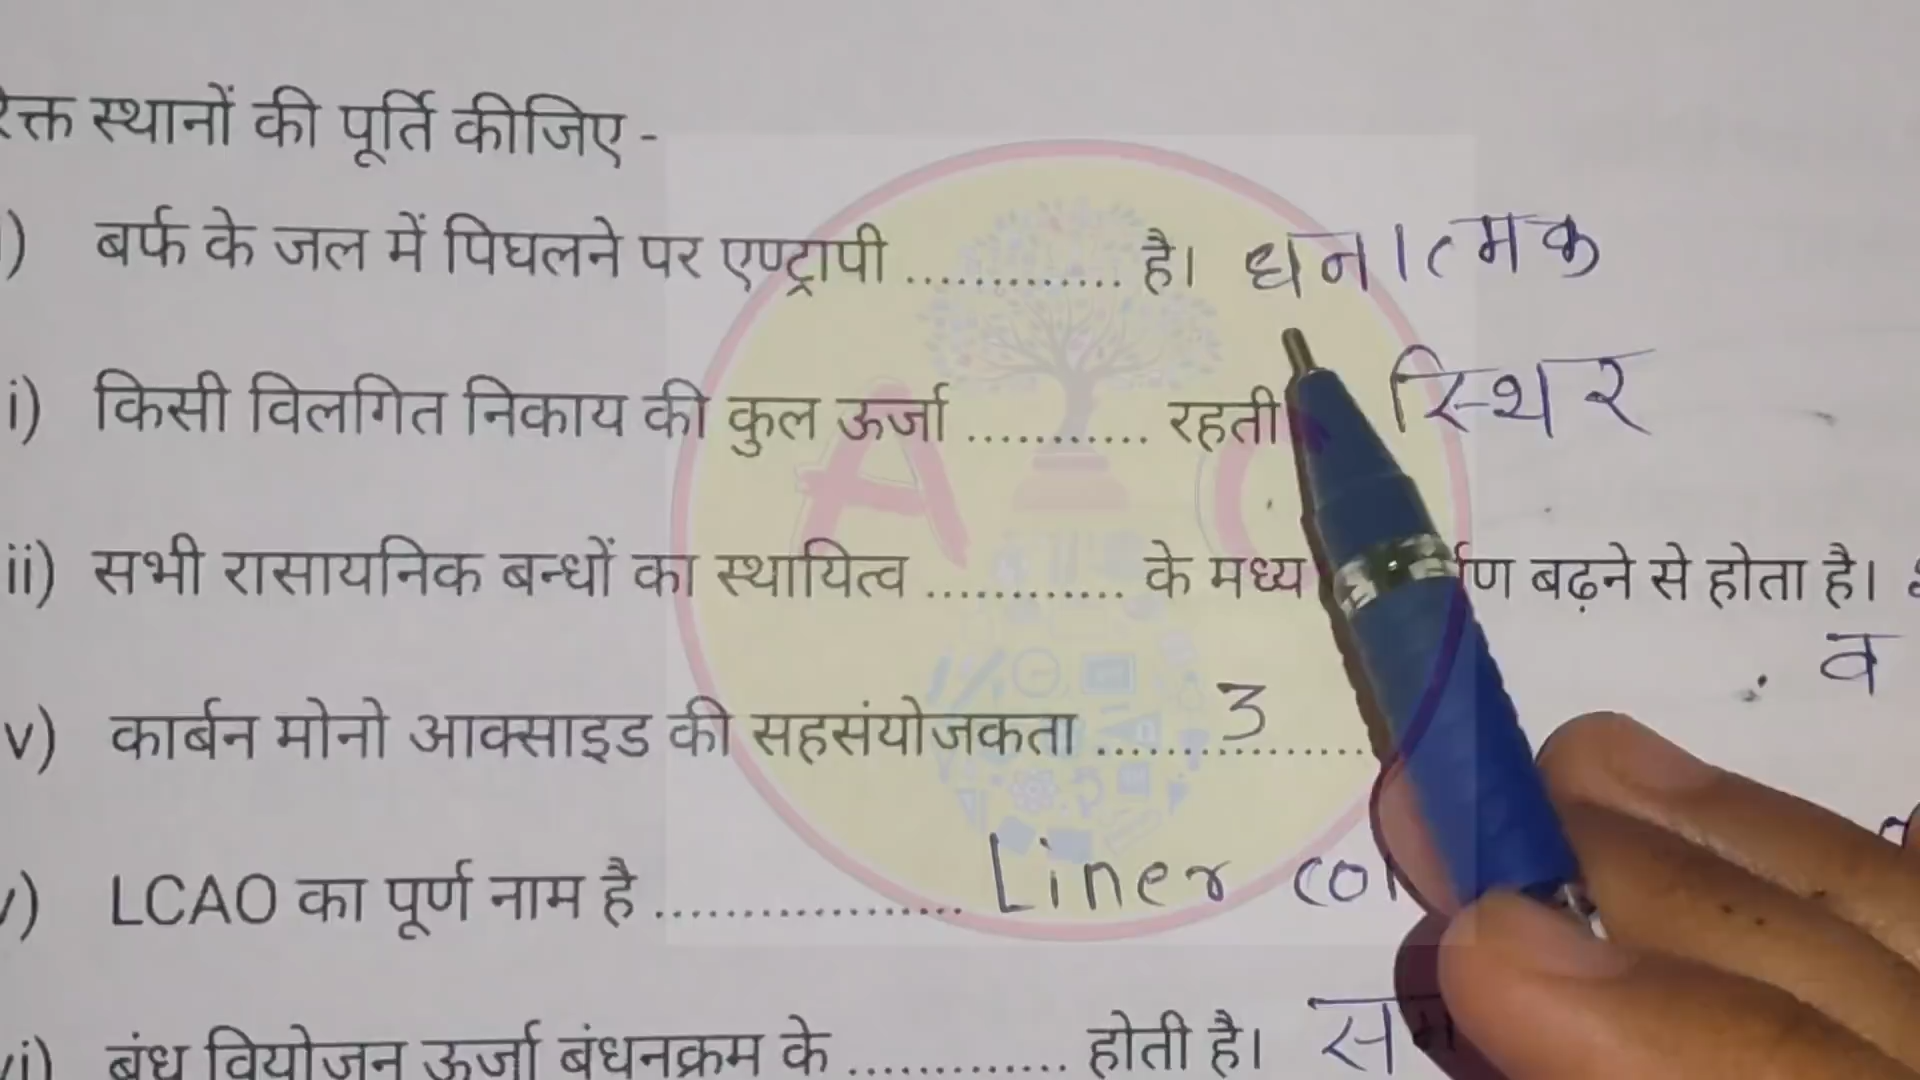 रिक्त स्थानों की पूर्ति कीजिए -
i) बर्फ के जल में पिघलने पर एण्ट्रापी ............. है। धनात्मक
i) किसी विलगित निकाय की कुल ऊर्जा ........... रहती स्थिर
ii) सभी रासायनिक बन्धों का स्थायित्व ............ के मध्य बढ़ने से होता है।
व
v) कार्बन मोनो आक्साइड की सहसंयोजकता ....... 3 .......
v) LCAO का पूर्ण नाम है .................. Liner
vi) बंध वियोजन ऊर्जा बंधनक्रम के ............. होती है।
A